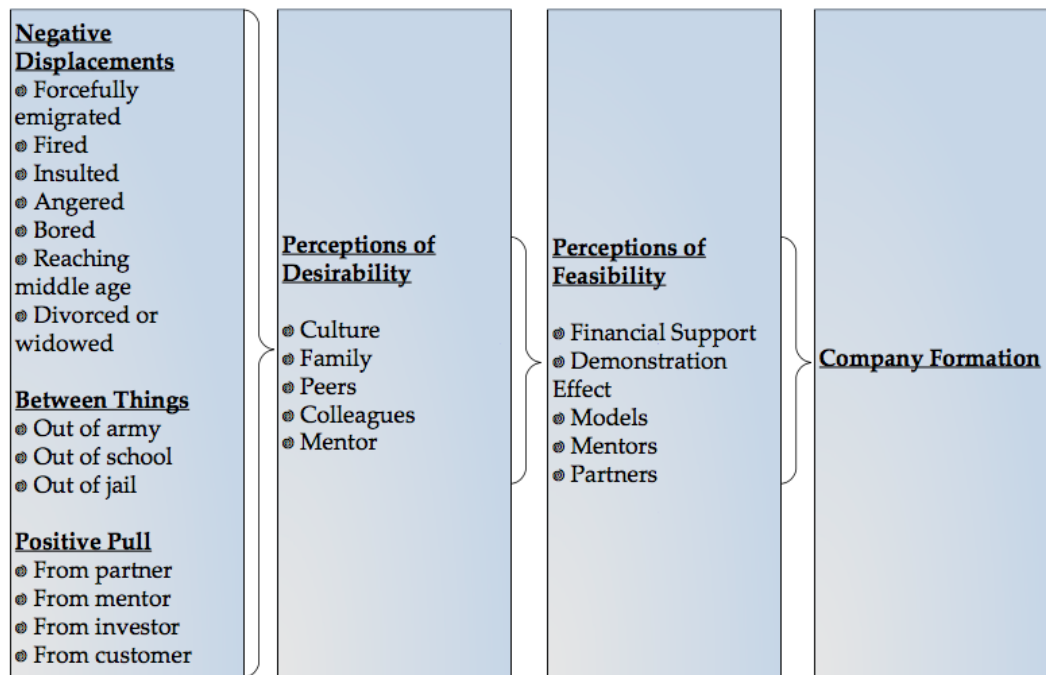 Negative
Displacements
Forcefully
emigrated
Fired
Insulted
Angered
Bored
Reaching
middle age
Divorced or
widowed
Between Things
Out of army
Out of school
Out of jail
Positive Pull
From partner
From mentor
From investor
From customer
Perceptions of
Desirability
Culture
Family
Peers
Colleagues
Mentor
Perceptions of
Feasibility
Financial Support
Demonstration
Effect
Models
Mentors
Partners
Company Formation